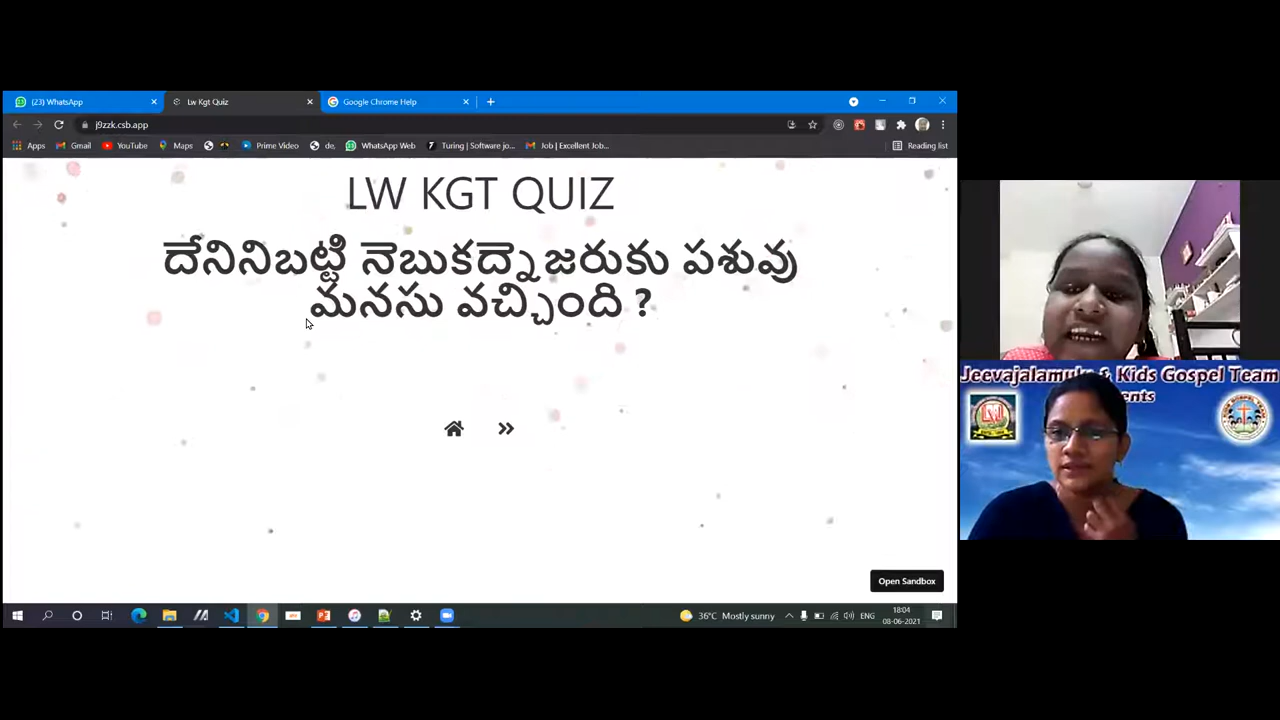 (23) WhatsApp
Lw Kgt Quiz
Google Chrome Help
j9zzk.csb.app
Apps
Gmail
YouTube
Maps
de,
Prime Video
WhatsApp Web
Turing | Software jo...
Job | Excellent Job...
Reading list
LW KGT QUIZ
దేనినిబట్టి నెబుకద్నెజరుకు పశువు
మనసు వచ్చింది ?
Open Sandbox
36°C Mostly sunny
ENG
18:04
08-06-2021
Jeevajalamulu & Kids Gospel Team